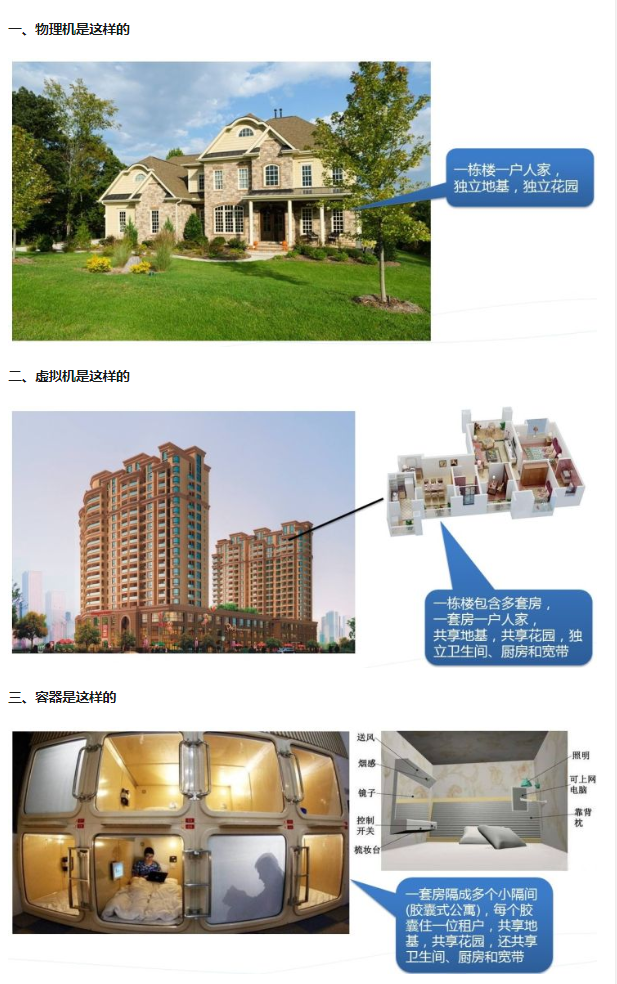 一、物理机是这样的
一栋楼一户人家，
独立地基，独立花园
二、虚拟机是这样的
一栋楼包含多套房，
一套房一户人家，
共享地基，共享花园，独
立卫生间、厨房和宽带
三、容器是这样的
送风
烟感
镜子
控制
开关
梳妆台
照明
可上网
电脑
靠背
枕
一套房隔成多个小隔间
(胶囊式公寓)，每个胶
囊住一位租户，共享地
基，共享花园，还共享
卫生间、厨房和宽带